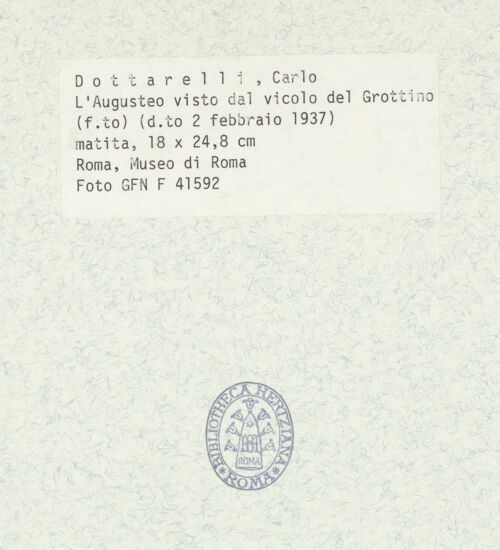 Dottarelli, Carlo
L'Augusteo visto dal vicolo del Grottino
(f.to) (d.to 2 febbraio 1937)
matita, 18 x 24,8 cm
Roma, Museo di Roma
Foto GFN F 41592
BIBLIOTHECA HERTZIANA
BH
ROMA
*ROMA*